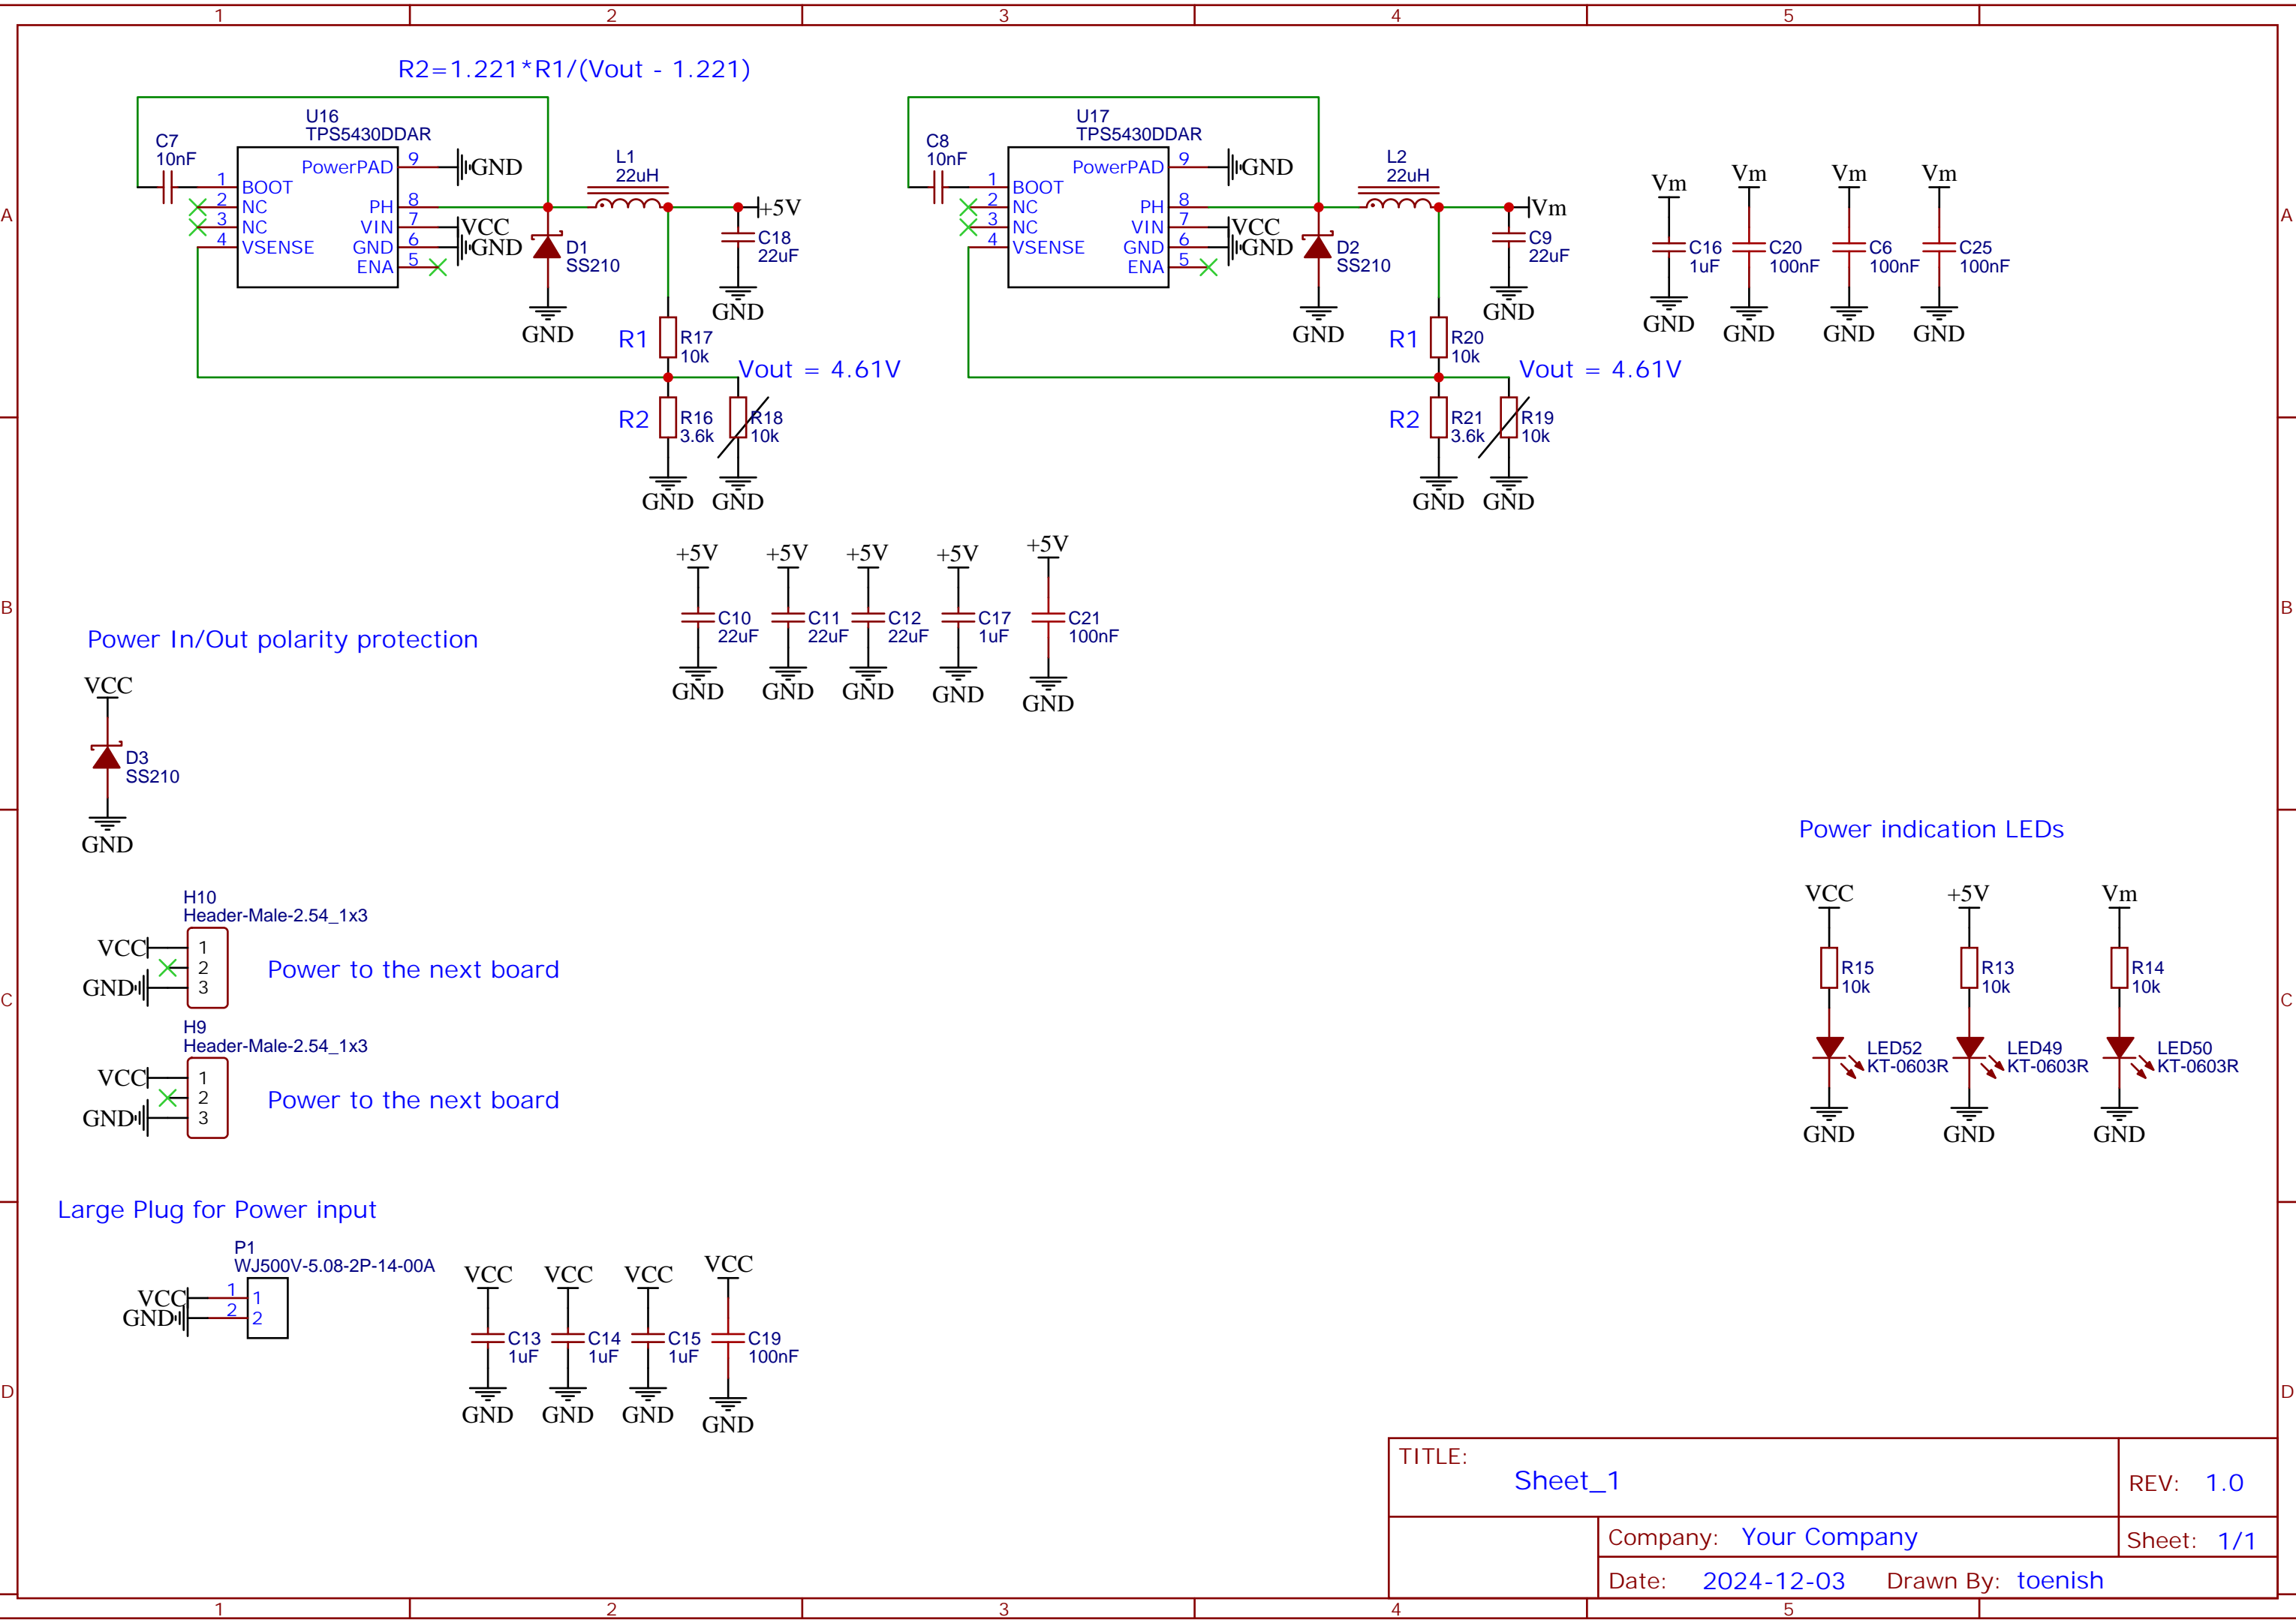 1 2 3 4 5
A A
B B
C C
D D
1 2 3 4 5
R2=1.221*R1/(Vout - 1.221)
U16
TPS5430DDAR
C7
10nF
PowerPAD 9 GND
1 BOOT
2 NC
3 NC
4 VSENSE
PH 8
VIN 7 VCC
GND 6 GND
ENA 5
L1
22uH
+5V
D1
SS210
GND
C18
22uF
GND
R1
R17
10k
Vout = 4.61V
R2
R16
3.6k
R18
10k
GND
GND
U17
TPS5430DDAR
C8
10nF
PowerPAD 9 GND
1 BOOT
2 NC
3 NC
4 VSENSE
PH 8
VIN 7 VCC
GND 6 GND
ENA 5
L2
22uH
Vm
D2
SS210
GND
C9
22uF
GND
R1
R20
10k
Vout = 4.61V
R2
R21
3.6k
R19
10k
GND
GND
Vm
C16
1uF
GND
Vm
C20
100nF
GND
Vm
C6
100nF
GND
Vm
C25
100nF
GND
+5V
C10
22uF
GND
+5V
C11
22uF
GND
+5V
C12
22uF
GND
+5V
C17
1uF
GND
+5V
C21
100nF
GND
Power In/Out polarity protection
VCC
D3
SS210
GND
H10
Header-Male-2.54_1x3
VCC 1
2
GND 3
Power to the next board
H9
Header-Male-2.54_1x3
VCC 1
2
GND 3
Power to the next board
Large Plug for Power input
P1
WJ500V-5.08-2P-14-00A
VCC 1 1
GND 2 2
VCC
C13
1uF
GND
VCC
C14
1uF
GND
VCC
C15
1uF
GND
VCC
C19
100nF
GND
Power indication LEDs
VCC
R15
10k
LED52
KT-0603R
GND
+5V
R13
10k
LED49
KT-0603R
GND
Vm
R14
10k
LED50
KT-0603R
GND
TITLE:
Sheet_1
REV: 1.0
Company: Your Company
Sheet: 1/1
Date: 2024-12-03 Drawn By: toenish